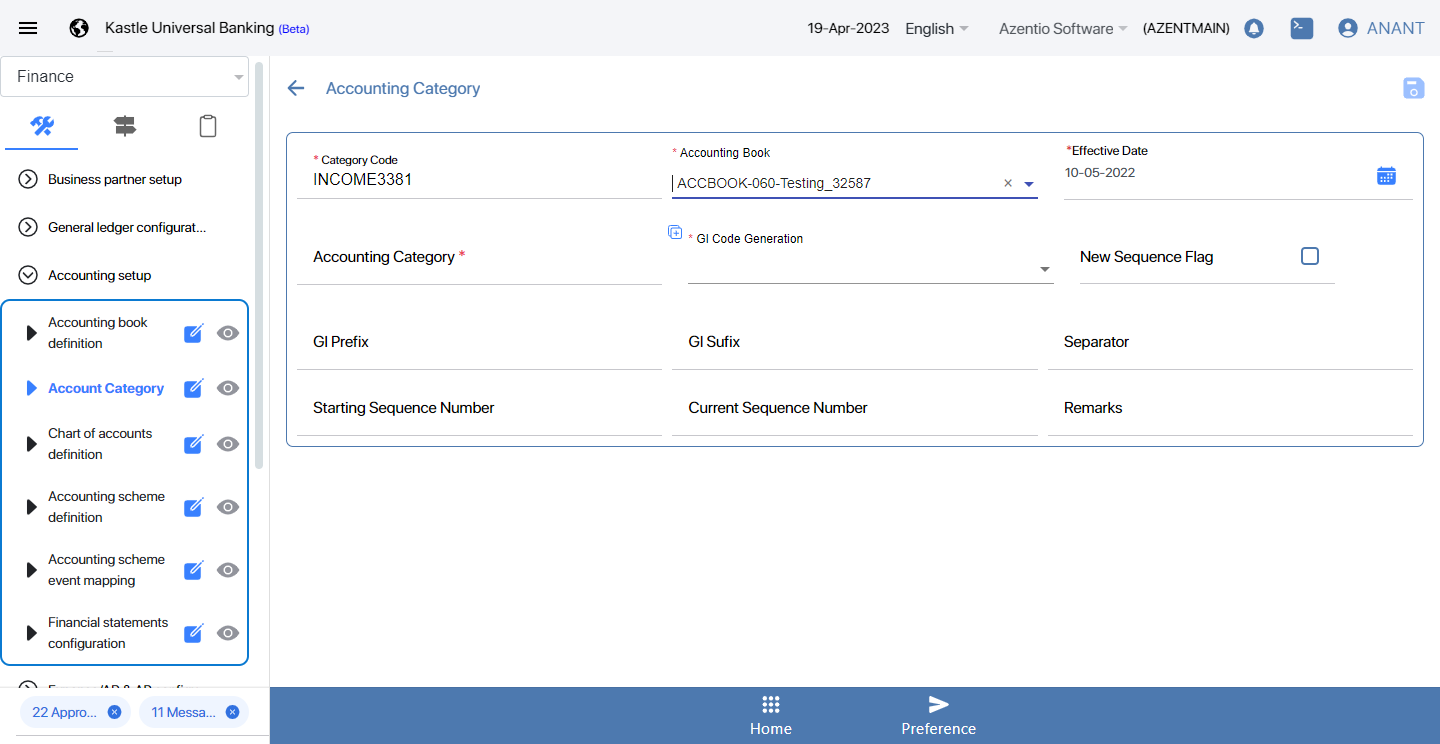 Kastle Universal Banking (Beta)
19-Apr-2023
English
Azentio Software
(AZENTMAIN)
ANANT
Finance
Business partner setup
General ledger configurat...
Accounting setup
Accounting book
definition
Account Category
Chart of accounts
definition
Accounting scheme
definition
Accounting scheme
event mapping
Financial statements
configuration
22 Appro...
11 Messa...
Accounting Category
* Category Code
INCOME3381
* Accounting Book
ACCBOOK-060-Testing_32587
*Effective Date
10-05-2022
Accounting Category *
* Gl Code Generation
New Sequence Flag
Gl Prefix
Gl Sufix
Separator
Starting Sequence Number
Current Sequence Number
Remarks
Home
Preference